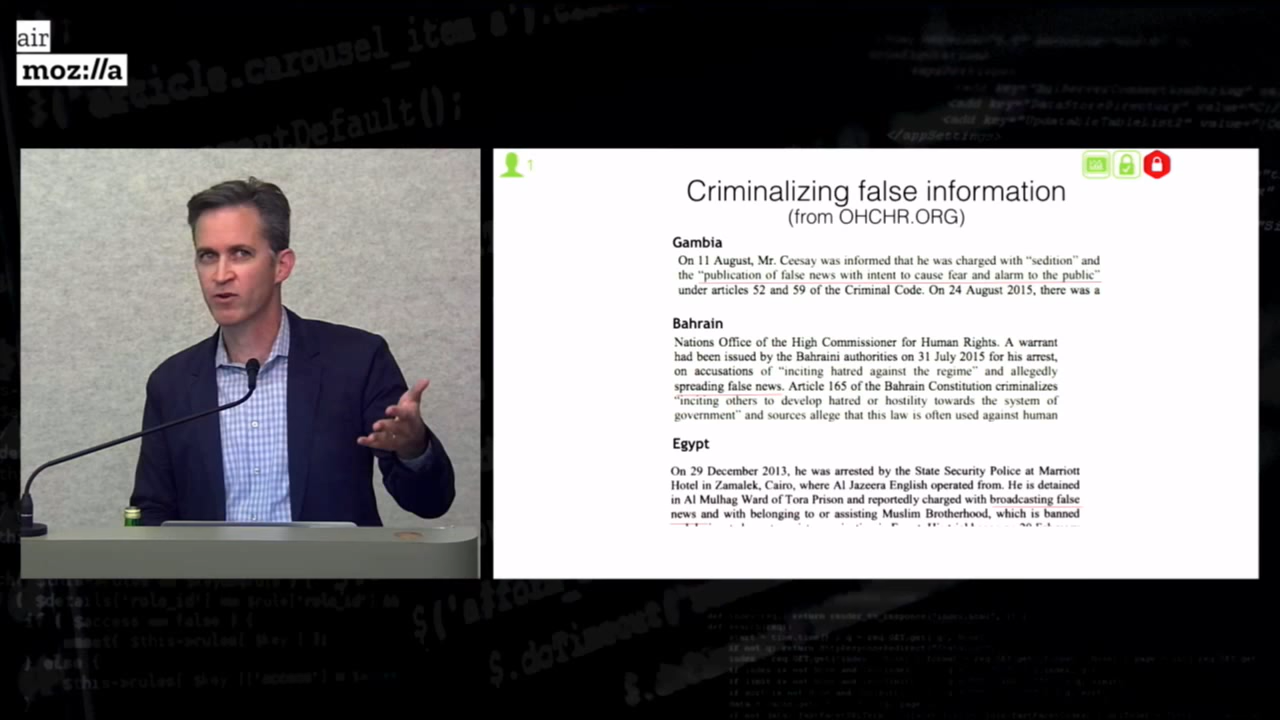 air
moz://a
$('article.carousel_item a').
ntDefault();
1
Criminalizing false information
(from OHCHR.ORG)
Gambia
On 11 August, Mr. Ceesay was informed that he was charged with “sedition” and
the “publication of false news with intent to cause fear and alarm to the public”
under articles 52 and 59 of the Criminal Code. On 24 August 2015, there was a
Bahrain
Nations Office of the High Commissioner for Human Rights. A warrant
had been issued by the Bahraini authorities on 31 July 2015 for his arrest,
on accusations of “inciting hatred against the regime” and allegedly
spreading false news. Article 165 of the Bahrain Constitution criminalizes
“inciting others to develop hatred or hostility towards the system of
government” and sources allege that this law is often used against human
Egypt
On 29 December 2013, he was arrested by the State Security Police at Marriott
Hotel in Zamalek, Cairo, where Al Jazeera English operated from. He is detained
in Al Mulhag Ward of Tora Prison and reportedly charged with broadcasting false
news and with belonging to or assisting Muslim Brotherhood, which is banned